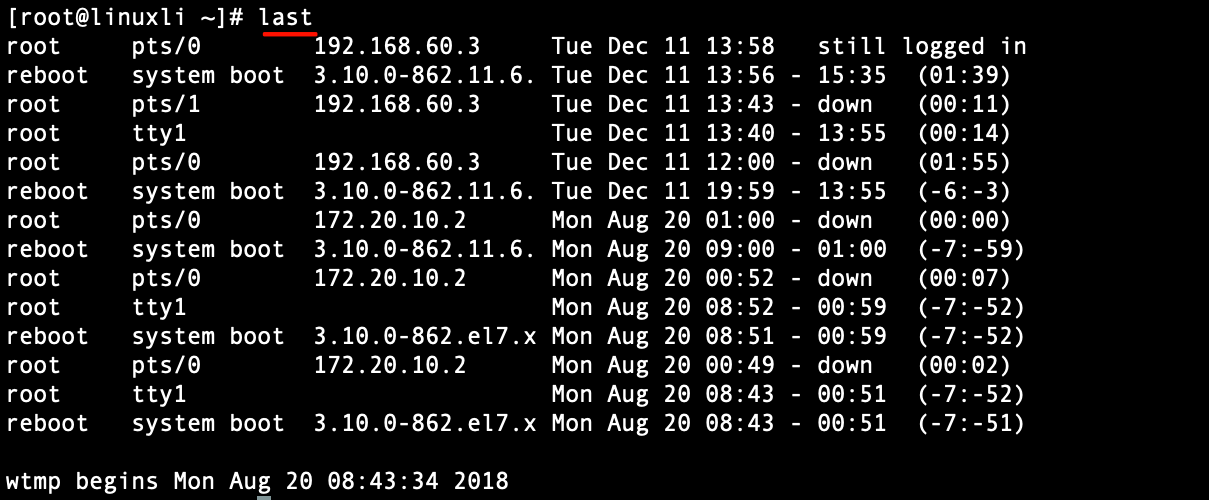 [root@linuxli ~]# last
root     pts/0        192.168.60.3     Tue Dec 11 13:58   still logged in
reboot   system boot  3.10.0-862.11.6. Tue Dec 11 13:56 - 15:35  (01:39)
root     pts/1        192.168.60.3     Tue Dec 11 13:43 - down   (00:11)
root     tty1                          Tue Dec 11 13:40 - 13:55  (00:14)
root     pts/0        192.168.60.3     Tue Dec 11 12:00 - down   (01:55)
reboot   system boot  3.10.0-862.11.6. Tue Dec 11 19:59 - 13:55  (-6:-3)
root     pts/0        172.20.10.2      Mon Aug 20 01:00 - down   (00:00)
reboot   system boot  3.10.0-862.11.6. Mon Aug 20 09:00 - 01:00  (-7:-59)
root     pts/0        172.20.10.2      Mon Aug 20 00:52 - down   (00:07)
root     tty1                          Mon Aug 20 08:52 - 00:59  (-7:-52)
reboot   system boot  3.10.0-862.el7.x Mon Aug 20 08:51 - 00:59  (-7:-52)
root     pts/0        172.20.10.2      Mon Aug 20 00:49 - down   (00:02)
root     tty1                          Mon Aug 20 08:43 - 00:51  (-7:-52)
reboot   system boot  3.10.0-862.el7.x Mon Aug 20 08:43 - 00:51  (-7:-51)
wtmp begins Mon Aug 20 08:43:34 2018